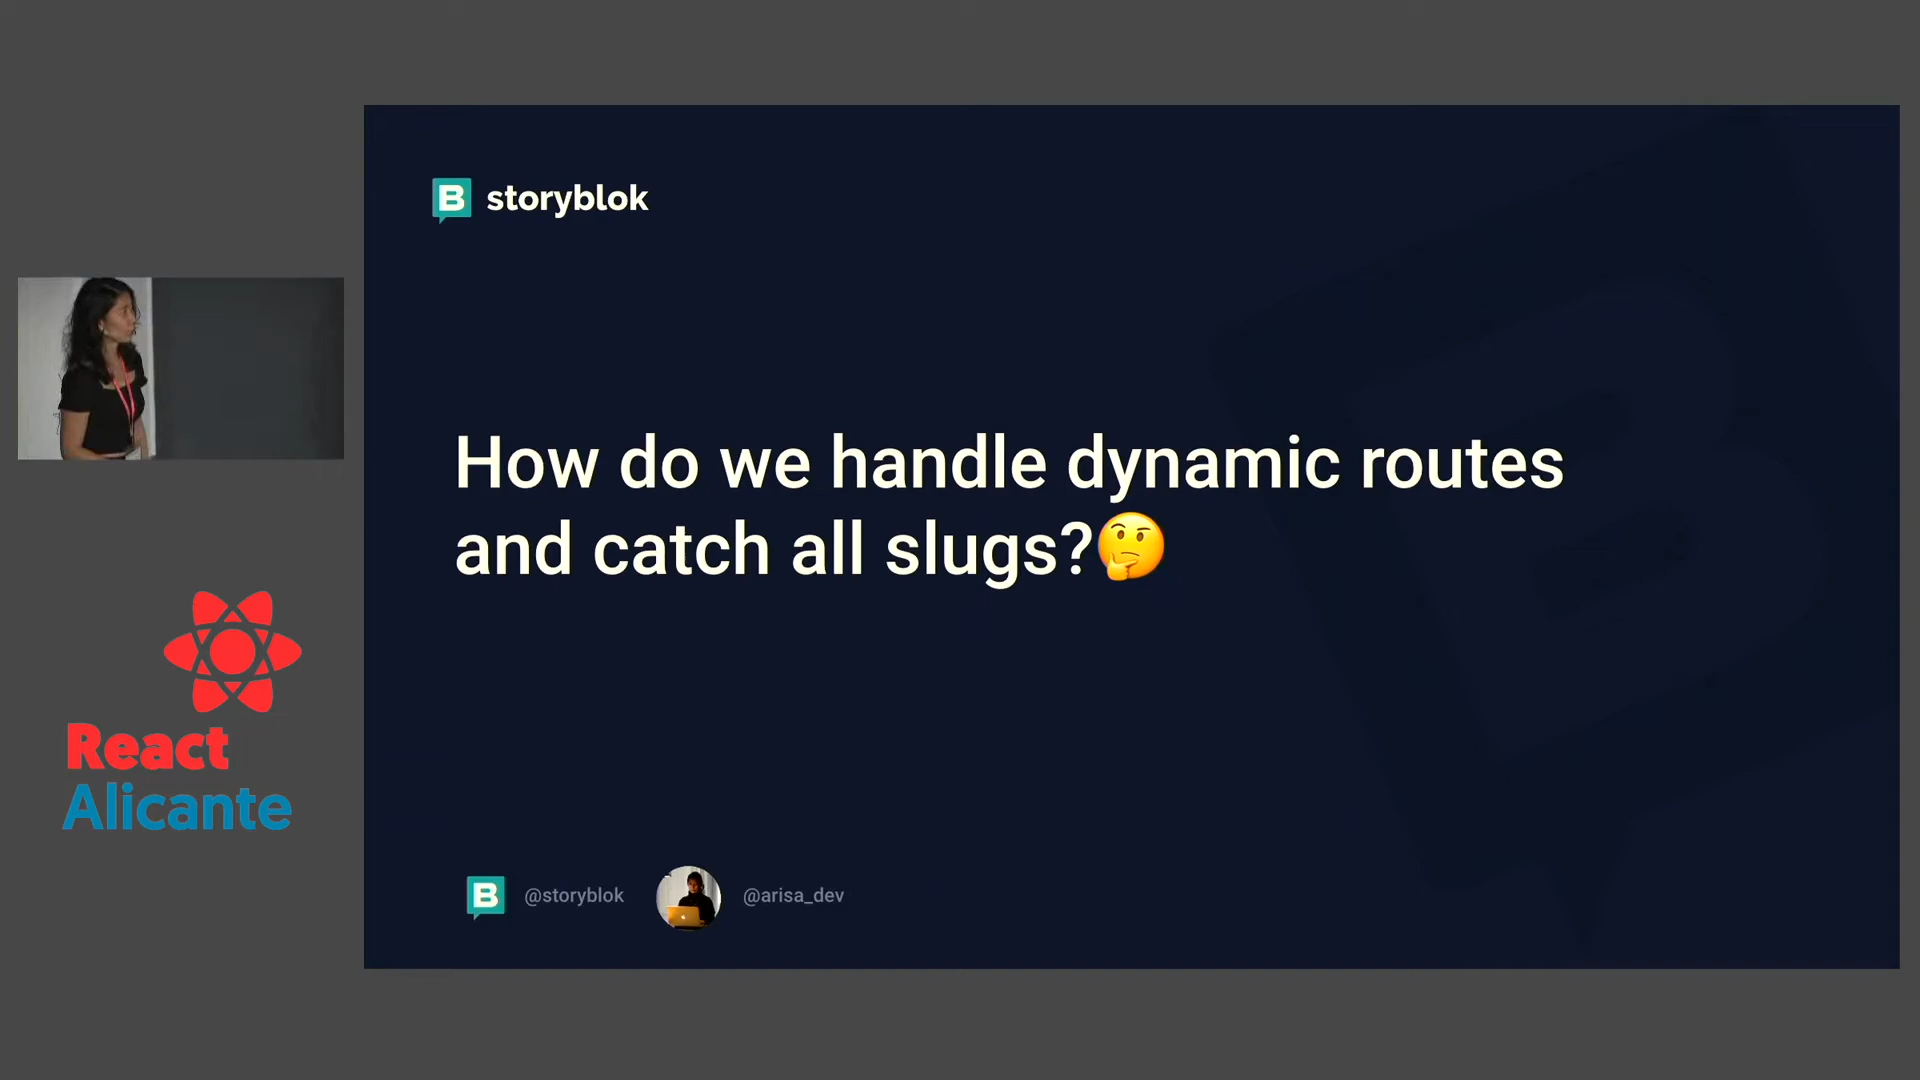 storyblok
How do we handle dynamic routes
and catch all slugs?🤔
React
Alicante
@storyblok
@arisa_dev